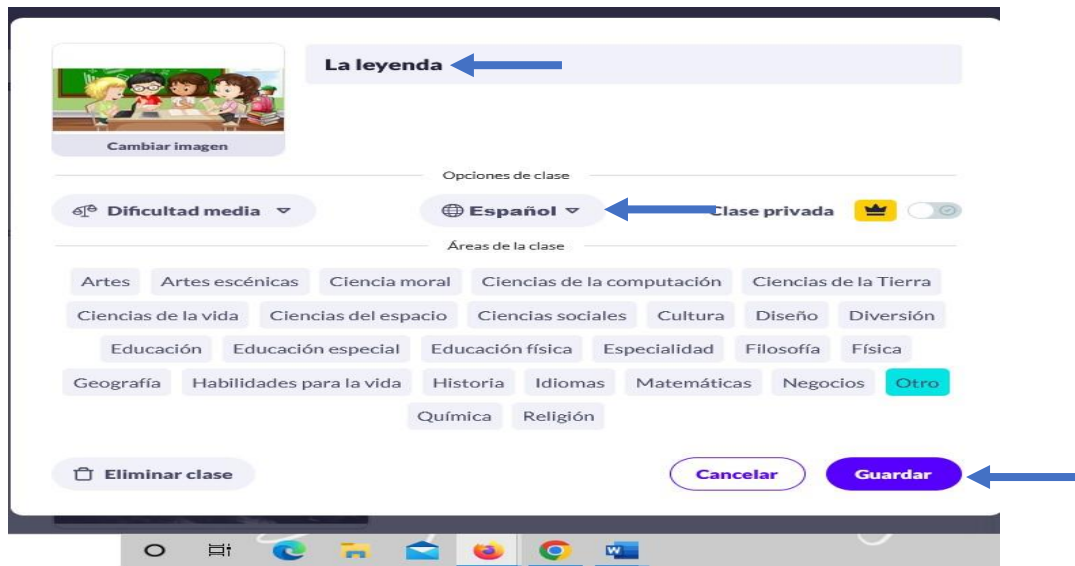 La leyenda
Cambiar imagen
Opciones de clase
Dificultad media
Español
Clase privada
Áreas de la clase
Artes Artes escénicas Ciencia moral Ciencias de la computación Ciencias de la Tierra
Ciencias de la vida Ciencias del espacio Ciencias sociales Cultura Diseño Diversión
Educación Educación especial Educación física Especialidad Filosofía Física
Geografía Habilidades para la vida Historia Idiomas Matemáticas Negocios Otro
Química Religión
Eliminar clase
Cancelar
Guardar